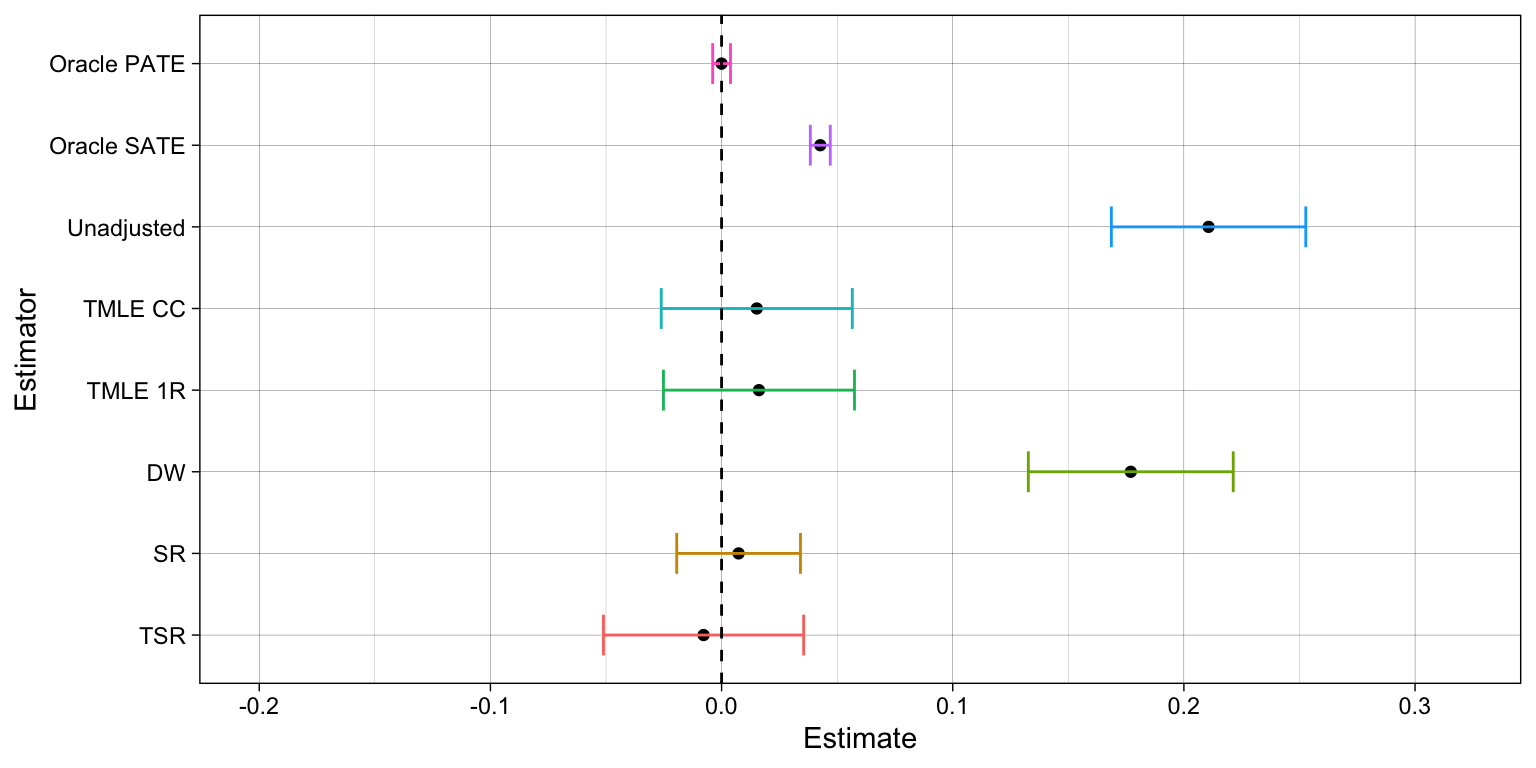 Oracle PATE
Oracle SATE
Unadjusted
TMLE CC
TMLE 1R
DW
SR
TSR
Estimator
-0.2 -0.1 0.0 0.1 0.2 0.3
Estimate